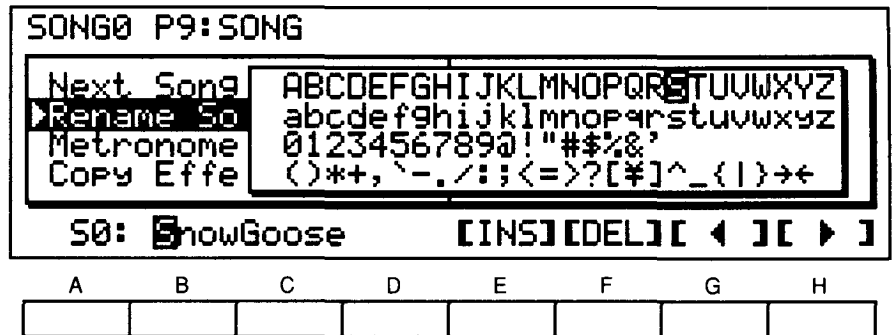 SONG0 P9:SONG
Next Song
Rename So
Metronome
Copy Effe
ABCDEFGHIJKLMNOPQRSTUVWXYZ
abcdefghijklmnopqrstuvwxyz
0123456789@!"#$%&'
()*+,`-./:;<=>?[¥]^_{|}→←
S0: SnowGoose [INS][DEL][ ◀ ][ ▶ ]
A B C D E F G H